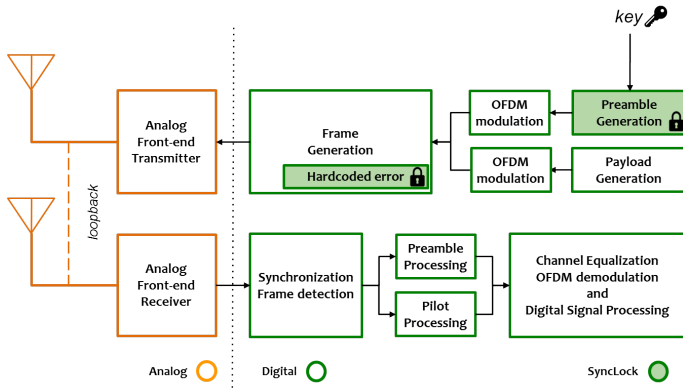 key
Analog
Front-end
Transmitter
Frame
Generation
Hardcoded error
OFDM
modulation
Preamble
Generation
OFDM
modulation
Payload
Generation
loopback
Analog
Front-end
Receiver
Synchronization
Frame detection
Preamble
Processing
Pilot
Processing
Channel Equalization
OFDM demodulation
and
Digital Signal Processing
Analog
Digital
SyncLock